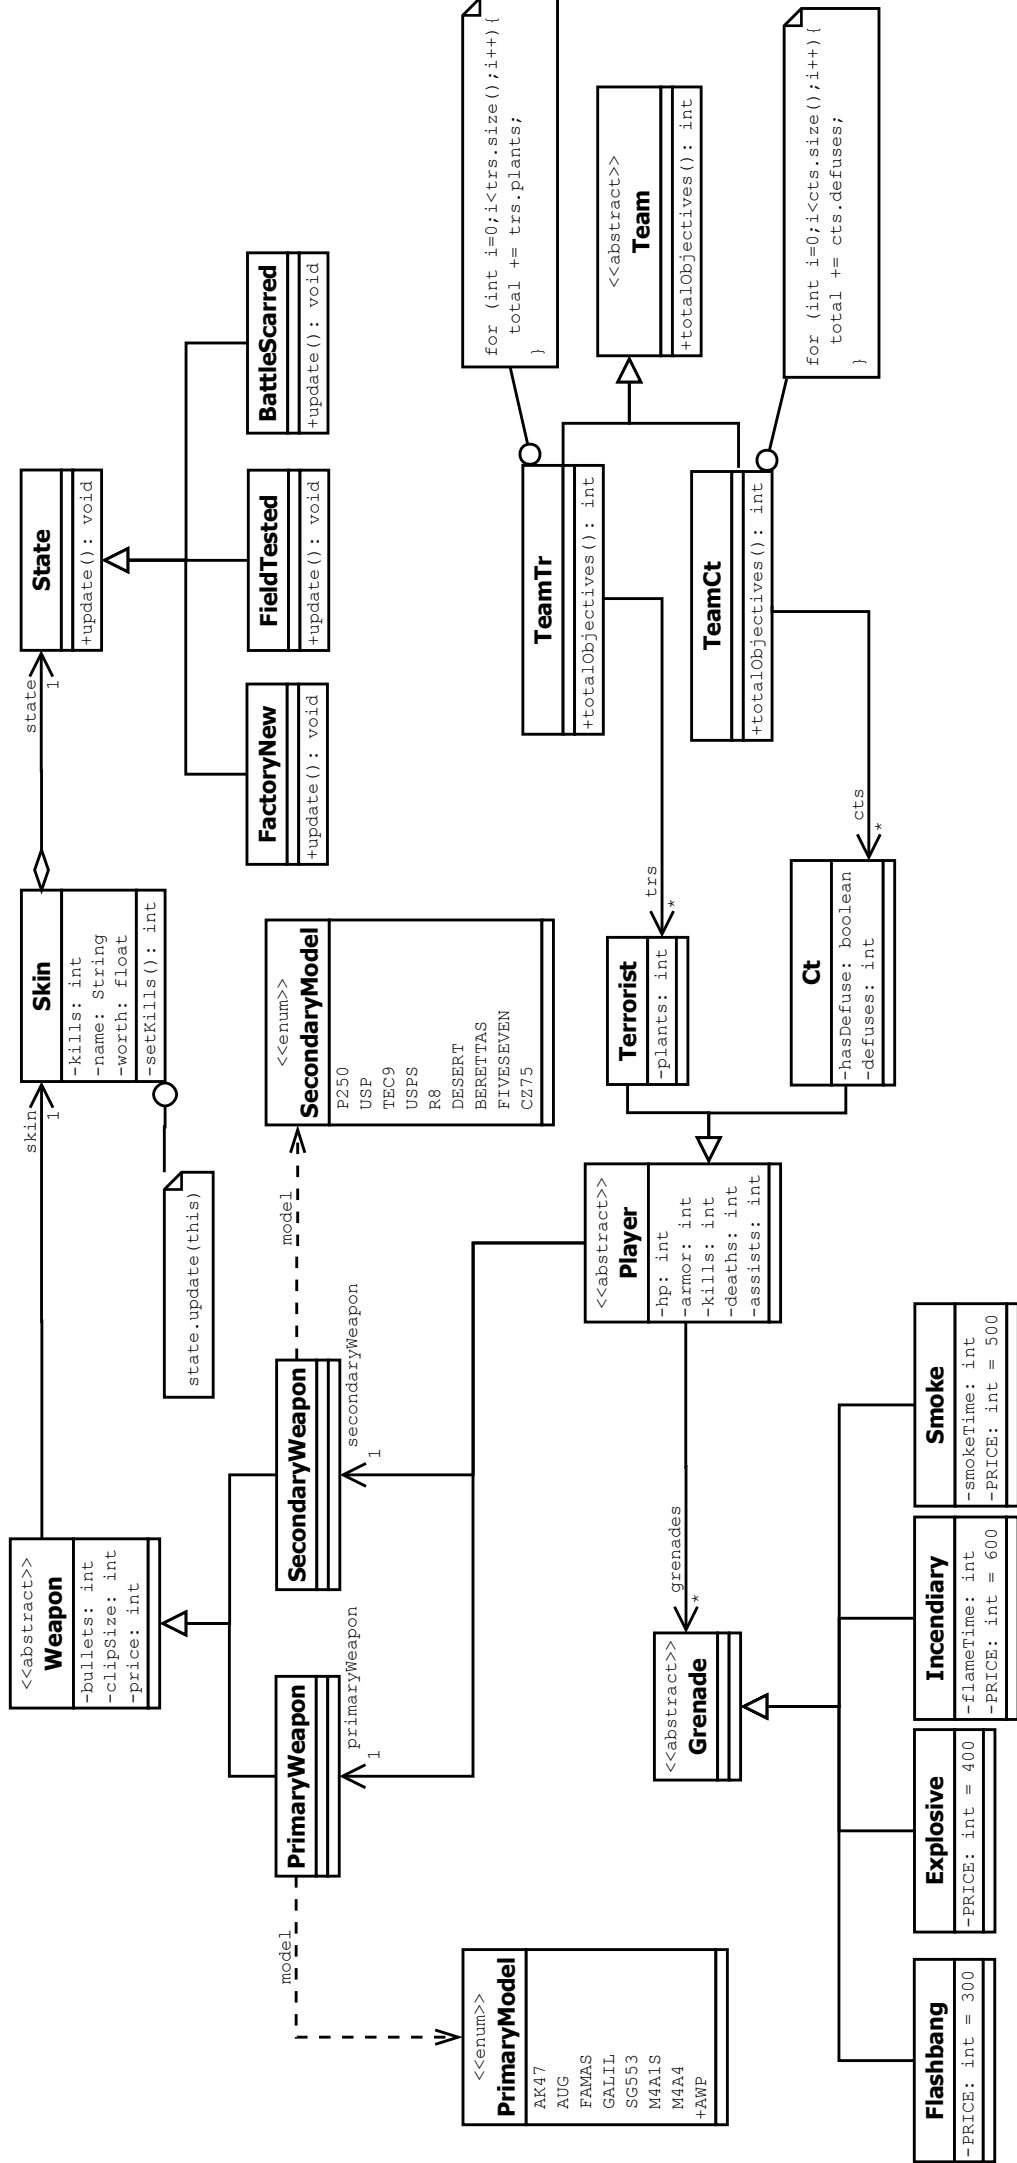 <<abstract>>
Weapon
-bullets: int
-clipSize: int
-price: int
skin
1
Skin
-kills: int
-name: String
-worth: float
-setKills(): int
state.update(this)
state
1
State
+update(): void
FactoryNew
+update(): void
FieldTested
+update(): void
BattleScarred
+update(): void
PrimaryWeapon
SecondaryWeapon
model
model
<<enum>>
PrimaryModel
AK47
AUG
FAMAS
GALIL
SG553
M4A1S
M4A4
+AWP
<<enum>>
SecondaryModel
P250
USP
TEC9
USPS
R8
DESERT
BERETTAS
FIVESEVEN
CZ75
primaryWeapon
1
secondaryWeapon
1
<<abstract>>
Player
-hp: int
-armor: int
-kills: int
-deaths: int
-assists: int
grenades
*
<<abstract>>
Grenade
Flashbang
-PRICE: int = 300
Explosive
-PRICE: int = 400
Incendiary
-flameTime: int
-PRICE: int = 600
Smoke
-smokeTime: int
-PRICE: int = 500
Terrorist
-plants: int
Ct
-hasDefuse: boolean
-defuses: int
trs
*
cts
*
TeamTr
+totalObjectives(): int
TeamCt
+totalObjectives(): int
<<abstract>>
Team
+totalObjectives(): int
for (int i=0;i<trs.size();i++){
total += trs.plants;
}
for (int i=0;i<cts.size();i++){
total += cts.defuses;
}